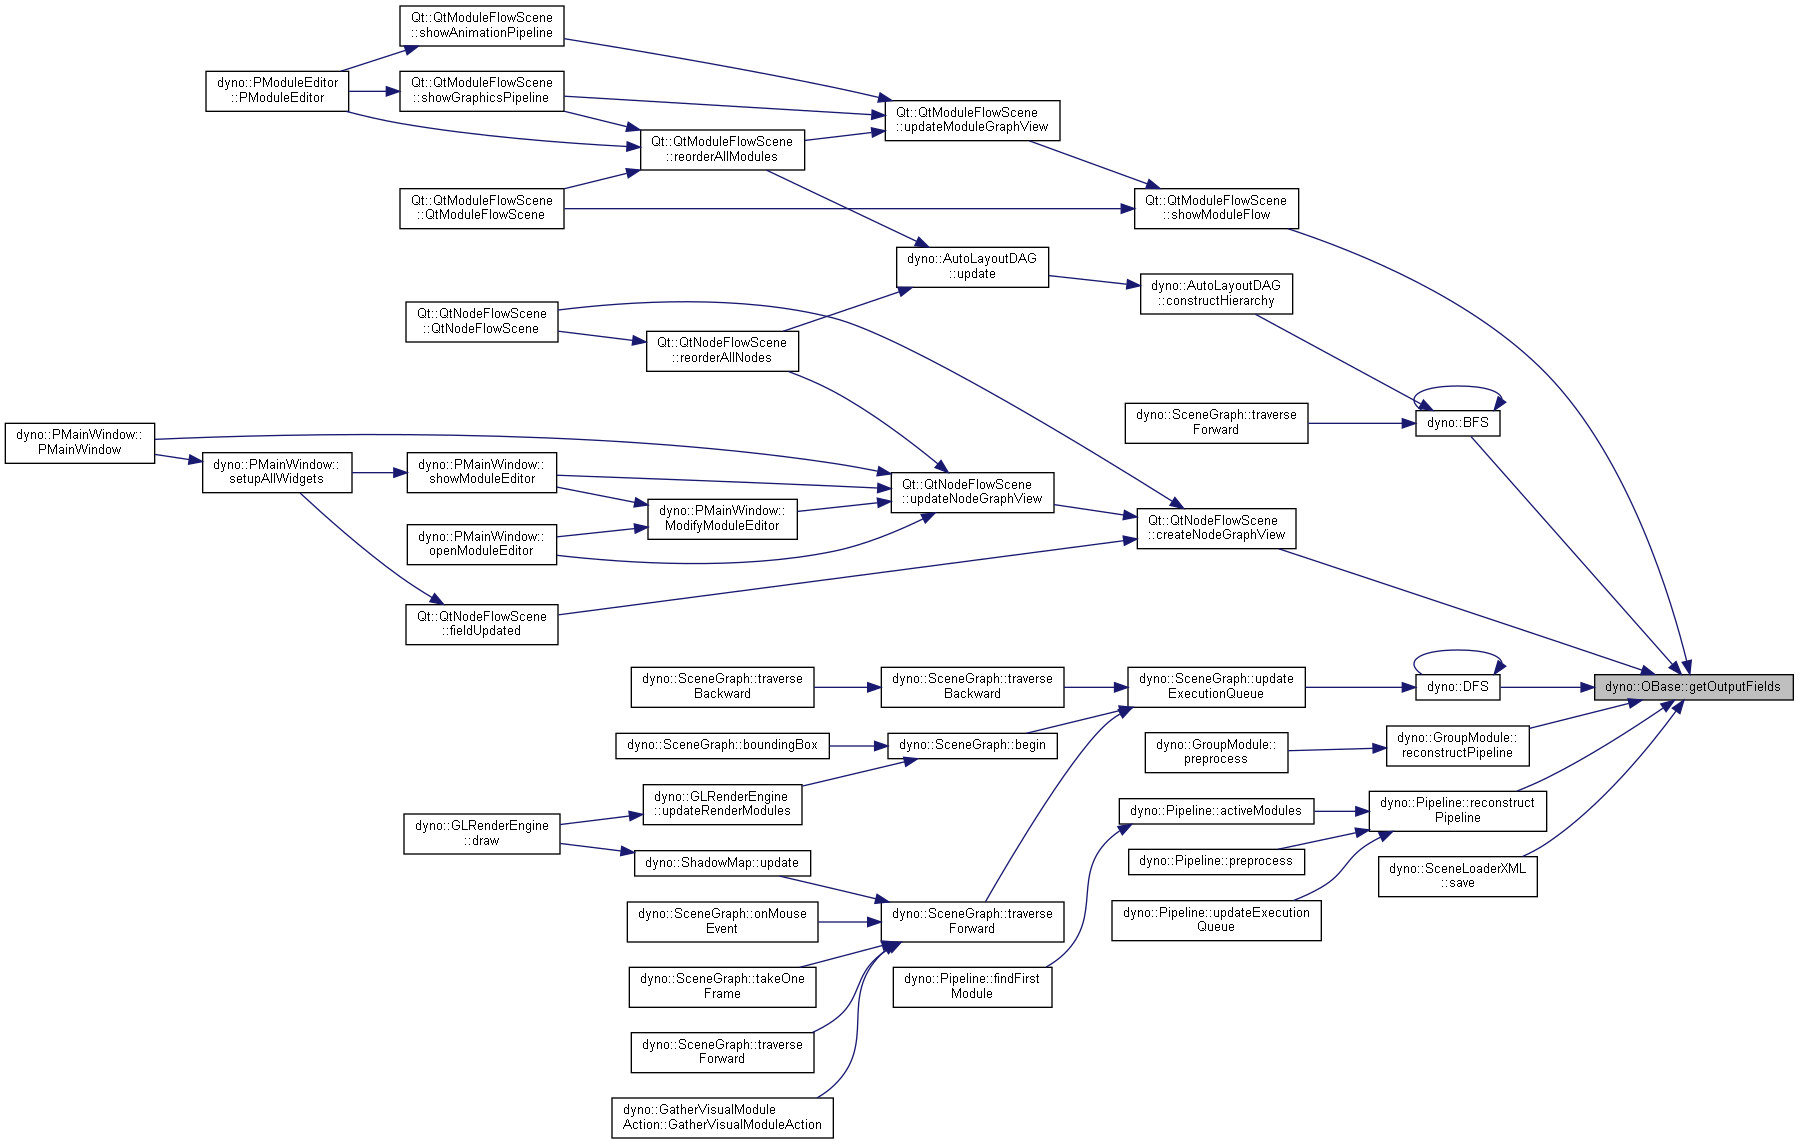 Qt::QtModuleFlowScene
::showAnimationPipeline
dyno::PModuleEditor
::PModuleEditor
Qt::QtModuleFlowScene
::showGraphicsPipeline
Qt::QtModuleFlowScene
::updateModuleGraphView
Qt::QtModuleFlowScene
::reorderAllModules
Qt::QtModuleFlowScene
::QtModuleFlowScene
Qt::QtModuleFlowScene
::showModuleFlow
dyno::AutoLayoutDAG
::update
dyno::AutoLayoutDAG
::constructHierarchy
Qt::QtNodeFlowScene
::QtNodeFlowScene
Qt::QtNodeFlowScene
::reorderAllNodes
dyno::SceneGraph::traverse
Forward
dyno::BFS
dyno::PMainWindow::
PMainWindow
dyno::PMainWindow::
setupAllWidgets
dyno::PMainWindow::
showModuleEditor
Qt::QtNodeFlowScene
::updateNodeGraphView
dyno::PMainWindow::
ModifyModuleEditor
Qt::QtNodeFlowScene
::createNodeGraphView
dyno::PMainWindow::
openModuleEditor
Qt::QtNodeFlowScene
::fieldUpdated
dyno::SceneGraph::traverse
Backward
dyno::SceneGraph::traverse
Backward
dyno::SceneGraph::update
ExecutionQueue
dyno::DFS
dyno::OBase::getOutputFields
dyno::SceneGraph::boundingBox
dyno::SceneGraph::begin
dyno::GroupModule::
preprocess
dyno::GroupModule::
reconstructPipeline
dyno::GLRenderEngine
::updateRenderModules
dyno::Pipeline::activeModules
dyno::Pipeline::reconstruct
Pipeline
dyno::GLRenderEngine
::draw
dyno::ShadowMap::update
dyno::Pipeline::preprocess
dyno::SceneLoaderXML
::save
dyno::SceneGraph::onMouse
Event
dyno::SceneGraph::traverse
Forward
dyno::Pipeline::updateExecution
Queue
dyno::SceneGraph::takeOne
Frame
dyno::Pipeline::findFirst
Module
dyno::SceneGraph::traverse
Forward
dyno::GatherVisualModule
Action::GatherVisualModuleAction